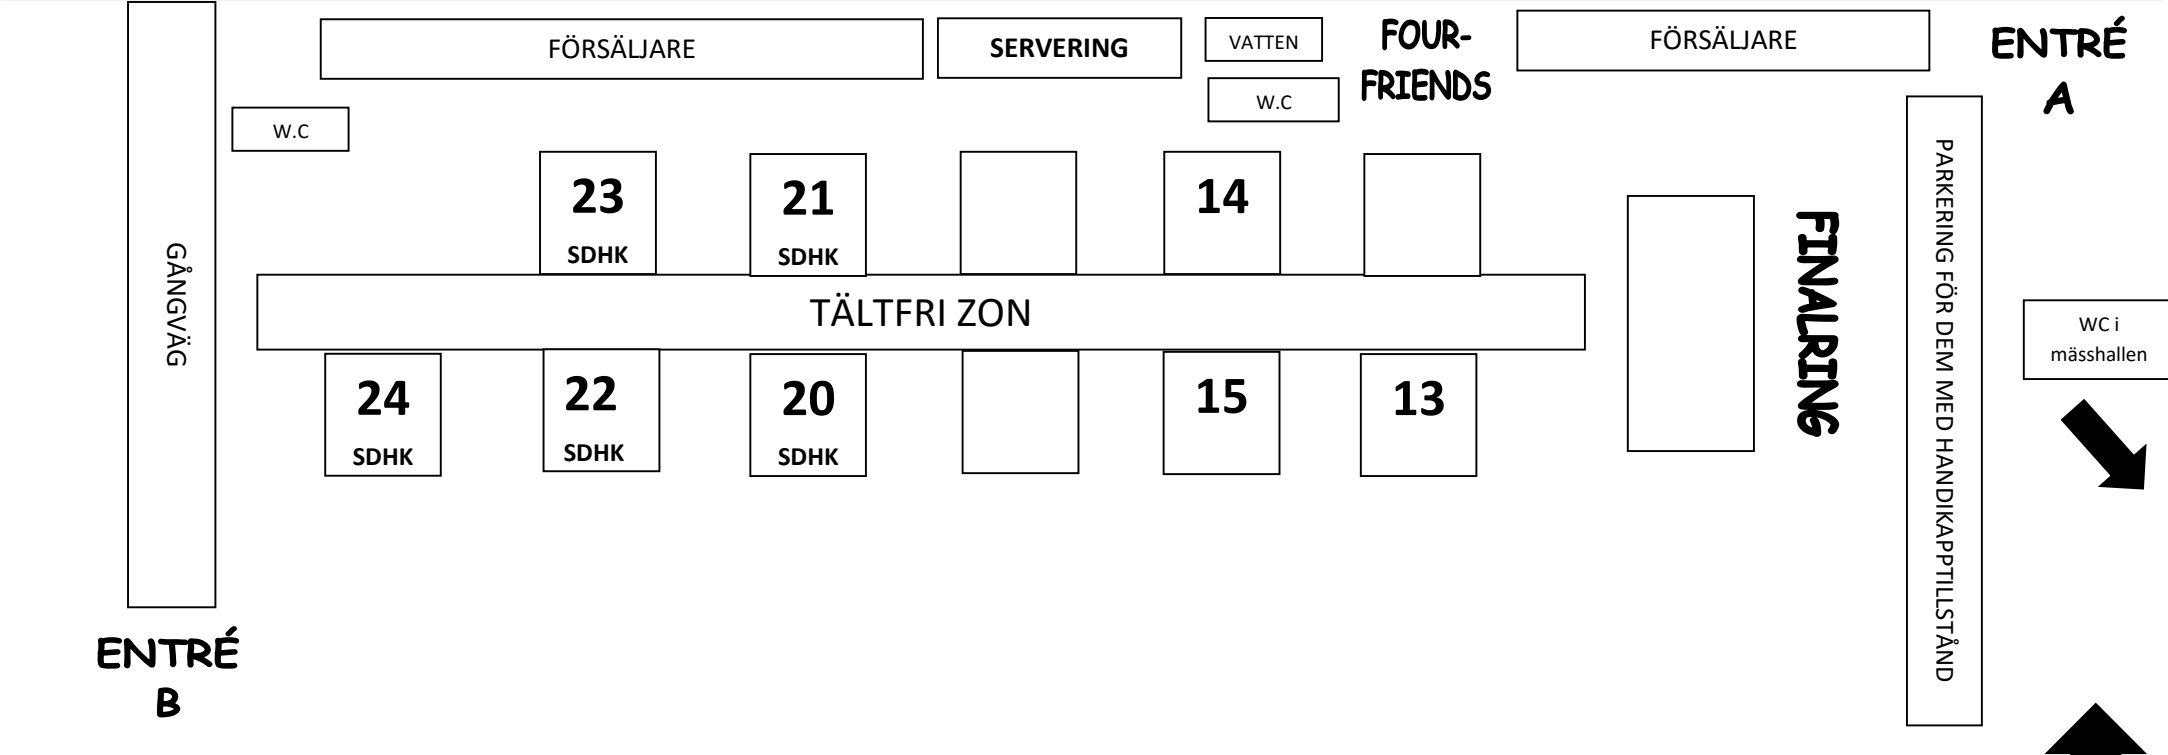 FÖRSÄLJARE
SERVERING
VATTEN
FOUR-
FRIENDS
FÖRSÄLJARE
ENTRÉ
A
W.C
W.C
23
SDHK
21
SDHK
14
GÅNGVÄG
TÄLTFRI ZON
FINALRING
PARKERING FÖR DEM MED HANDIKAPPTILLSTÅND
WC i
mässhallen
24
SDHK
22
SDHK
20
SDHK
15
13
ENTRÉ
B